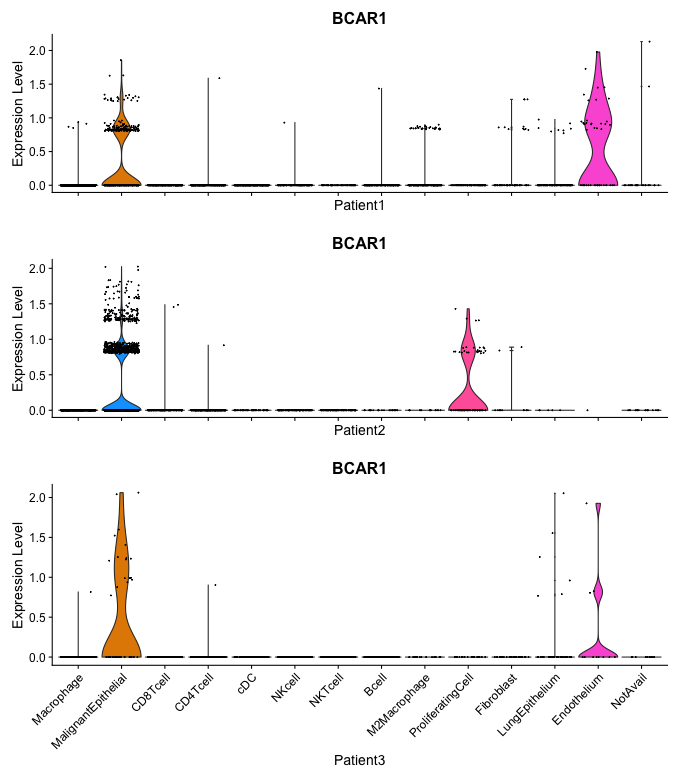 BCAR1
Expression Level
2.0
1.5
1.0
0.5
0.0
Patient1
BCAR1
Expression Level
2.0
1.5
1.0
0.5
0.0
Patient2
BCAR1
Expression Level
2.0
1.5
1.0
0.5
0.0
Macrophage
MalignantEpithelial
CD8Tcell
CD4Tcell
cDC
NKcell
NKTcell
Bcell
M2Macrophage
ProliferatingCell
Fibroblast
LungEpithelium
Endothelium
NotAvail
Patient3